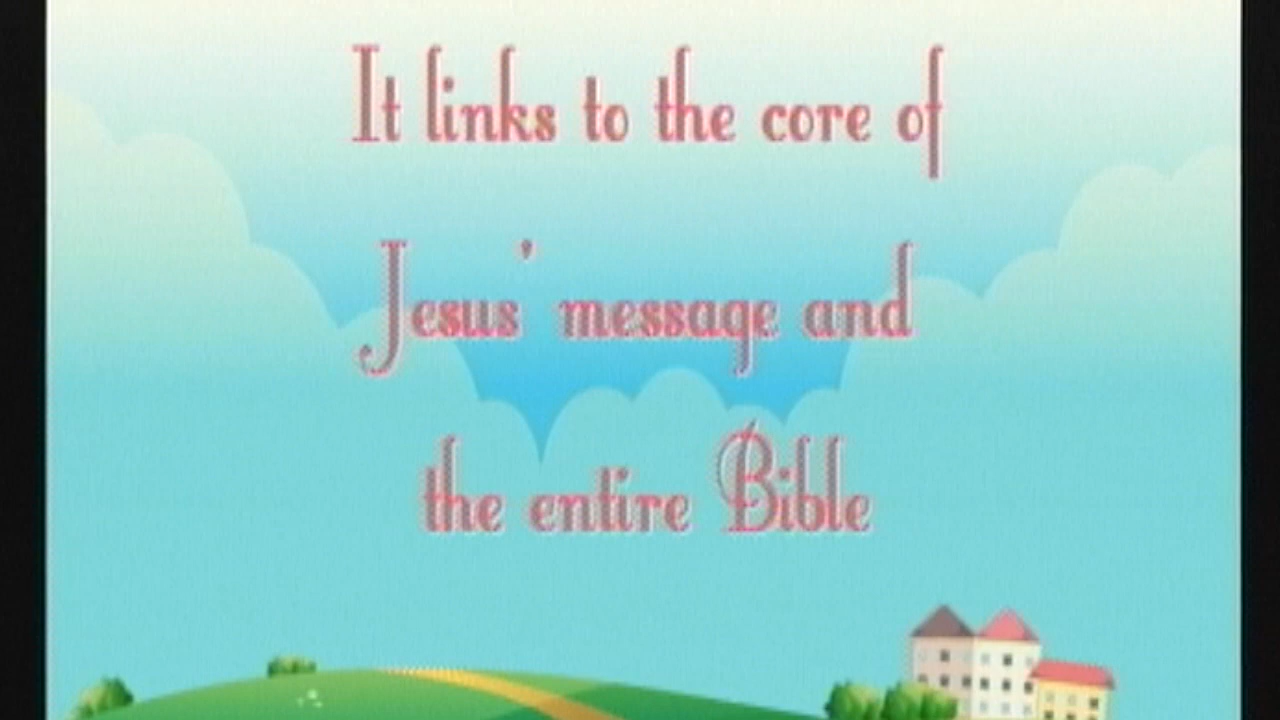 It links to the core of
Jesus' message and
the entire Bible